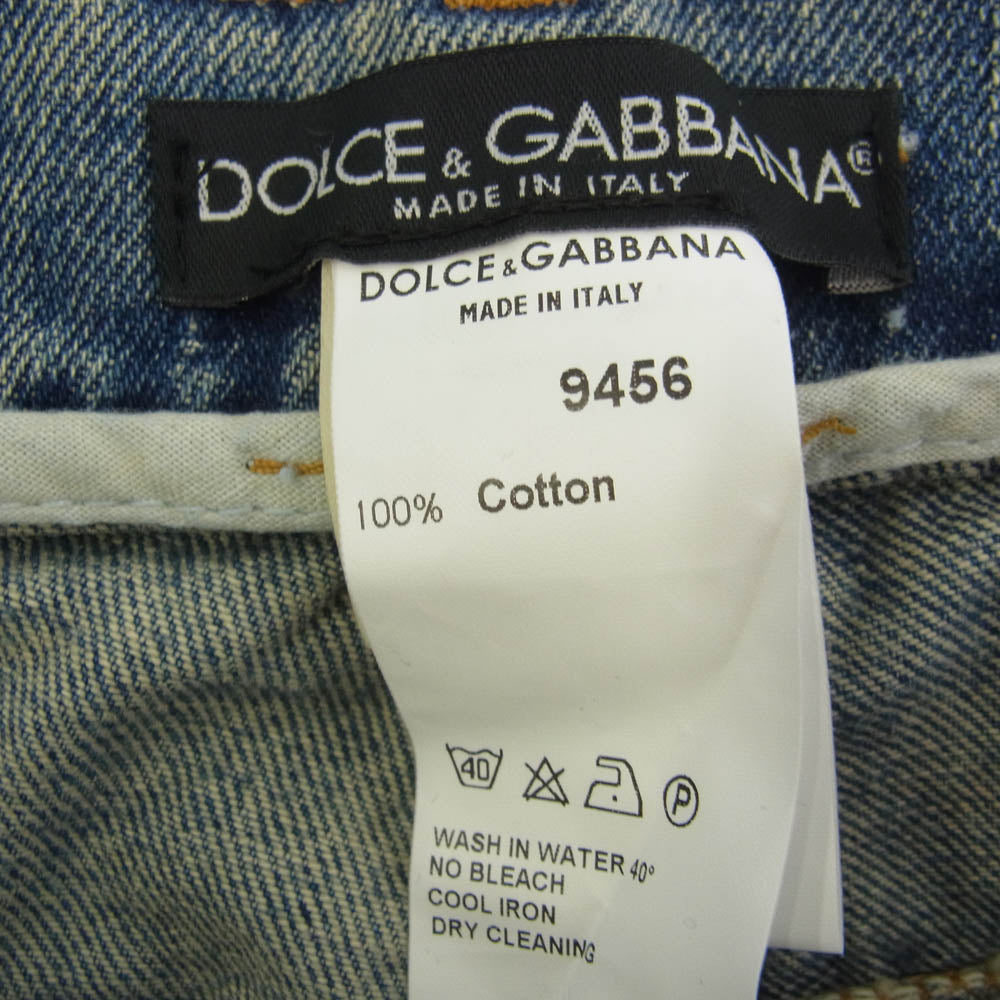 DOLCE & GABBANA®
MADE IN ITALY
DOLCE & GABBANA
MADE IN ITALY
9456
100% Cotton
40 P
WASH IN WATER 40°
NO BLEACH
COOL IRON
DRY CLEANING